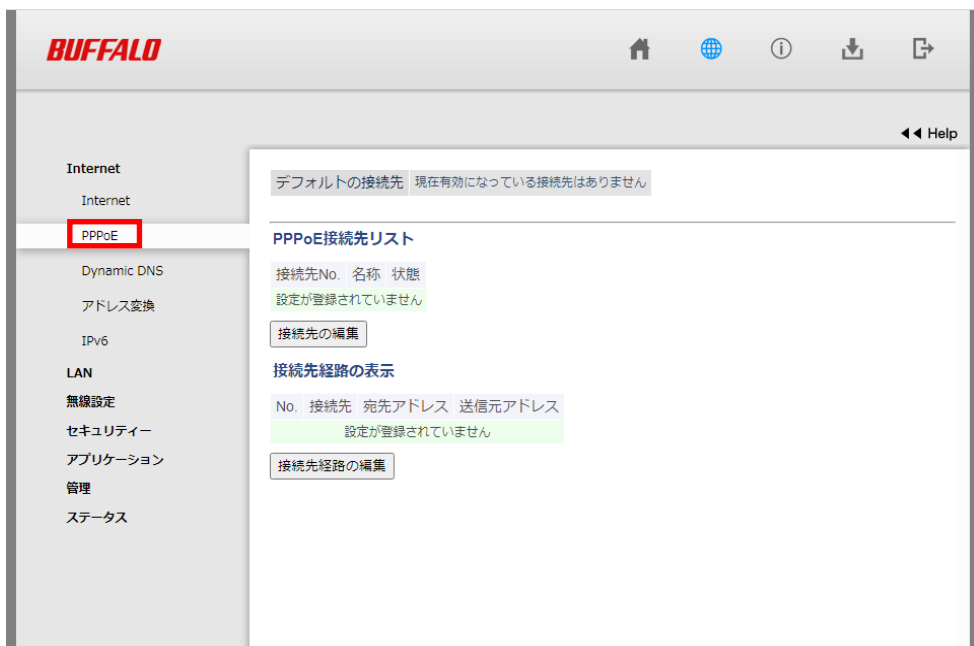 BUFFALO
Help
Internet
Internet
PPPoE
Dynamic DNS
アドレス変換
IPv6
LAN
無線設定
セキュリティー
アプリケーション
管理
ステータス
デフォルトの接続先 現在有効になっている接続先はありません
PPPoE接続先リスト
接続先No. 名称 状態
設定が登録されていません
接続先の編集
接続先経路の表示
No. 接続先 宛先アドレス 送信元アドレス
設定が登録されていません
接続先経路の編集